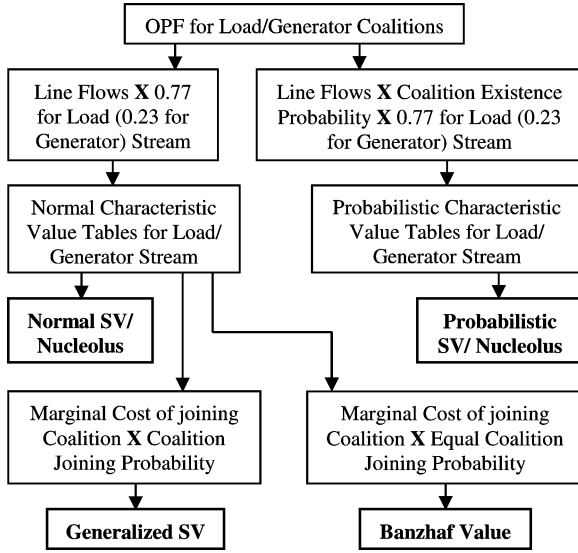 OPF for Load/Generator Coalitions
Line Flows X 0.77
for Load (0.23 for
Generator) Stream
Line Flows X Coalition Existence
Probability X 0.77 for Load (0.23
for Generator) Stream
Normal Characteristic
Value Tables for Load/
Generator Stream
Probabilistic Characteristic
Value Tables for Load/
Generator Stream
Normal SV/
Nucleolus
Probabilistic
SV/ Nucleolus
Marginal Cost of joining
Coalition X Coalition
Joining Probability
Marginal Cost of joining
Coalition X Equal Coalition
Joining Probability
Generalized SV
Banzhaf Value